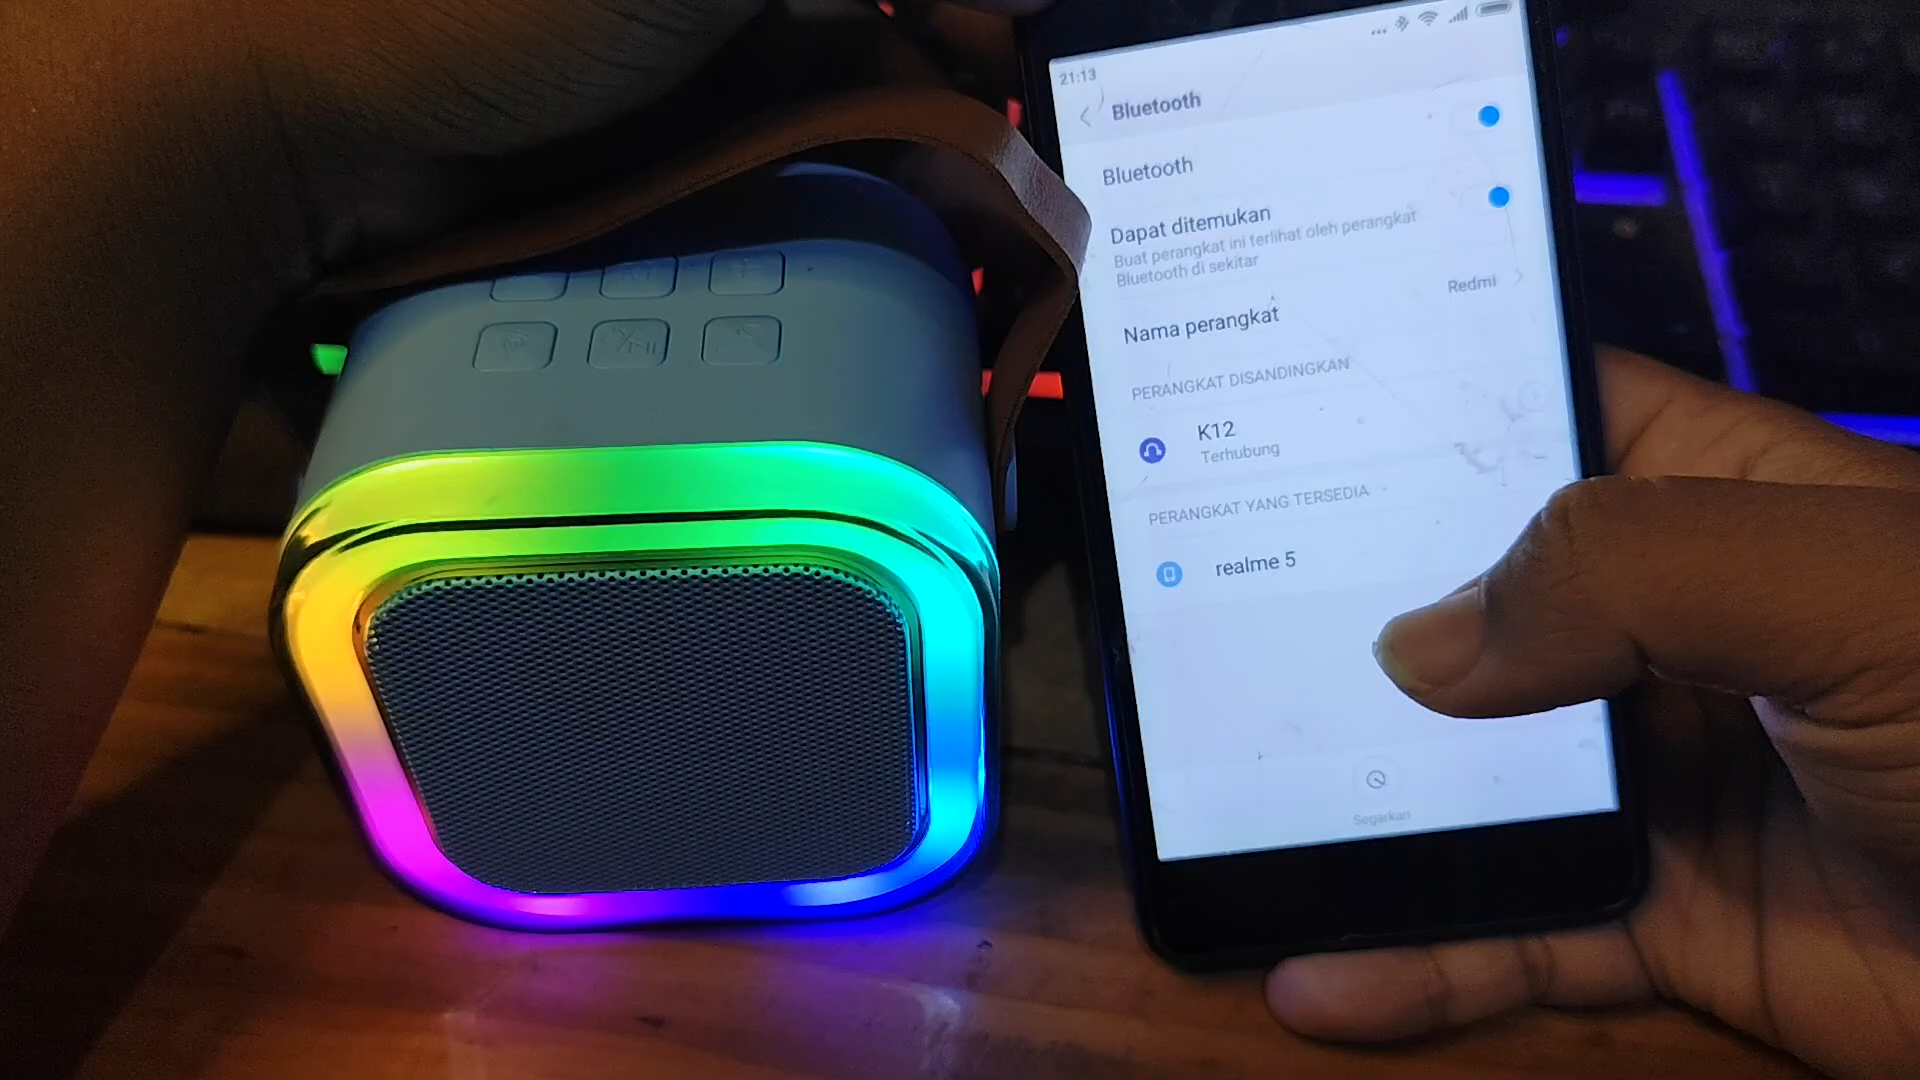 21:13
Bluetooth
Bluetooth
Dapat ditemukan
Buat perangkat ini terlihat oleh perangkat
Bluetooth di sekitar
Nama perangkat
Redmi
PERANGKAT DISANDINGKAN
K12
Terhubung
PERANGKAT YANG TERSEDIA
realme 5
Segarkan